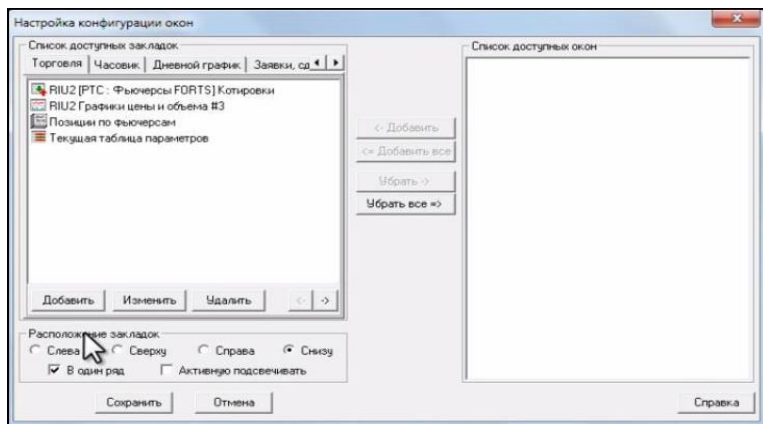 Настройка конфигурации окон
Список доступных закладок
Торговля Часовик Дневной график Заявки, сд
RIU2 [РТС : Фьючерсы FORTS] Котировки
RIU2 Графики цены и объема #3
Позиции по фьючерсам
Текущая таблица параметров
Добавить Изменить Удалить <- ->
<- Добавить
<= Добавить все
Убрать ->
Убрать все =>
Список доступных окон
Расположение закладок
Слева Сверху Справа Снизу
В один ряд Активную подсвечивать
Сохранить Отмена Справка